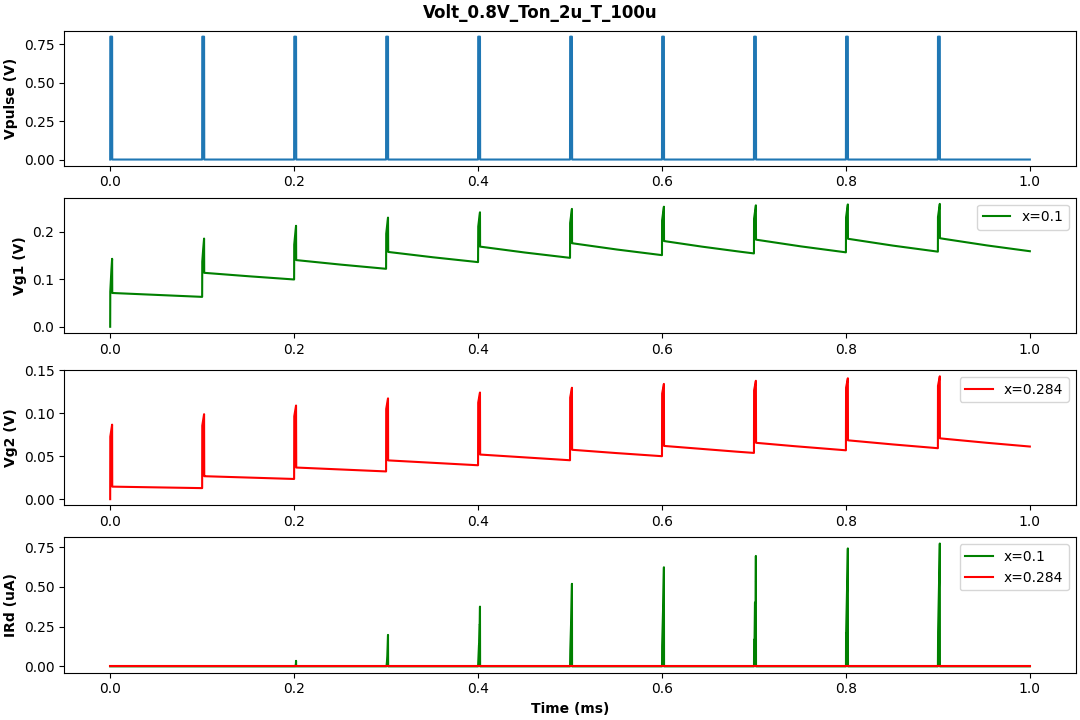 Volt_0.8V_Ton_2u_T_100u
Vpulse (V)
0.75
0.50
0.25
0.00
0.0 0.2 0.4 0.6 0.8 1.0
Vg1 (V)
0.2
0.1
0.0
x=0.1
0.0 0.2 0.4 0.6 0.8 1.0
Vg2 (V)
0.15
0.10
0.05
0.00
x=0.284
0.0 0.2 0.4 0.6 0.8 1.0
IRd (uA)
0.75
0.50
0.25
0.00
x=0.1
x=0.284
0.0 0.2 0.4 0.6 0.8 1.0
Time (ms)